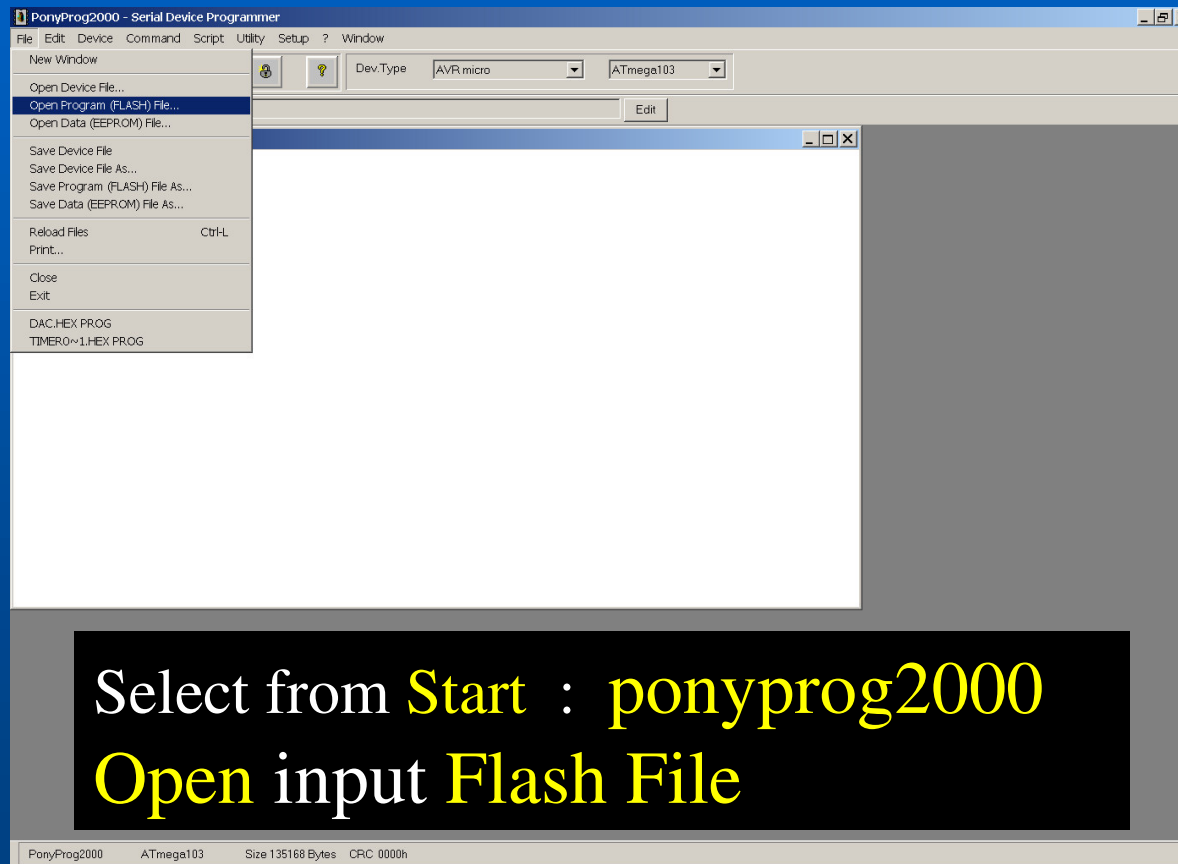 PonyProg2000 - Serial Device Programmer
File Edit Device Command Script Utility Setup ? Window
New Window
Dev.Type AVR micro ATmega103
Open Device File...
Open Program (FLASH) File...
Edit
Open Data (EEPROM) File...
Save Device File
Save Device File As...
Save Program (FLASH) File As...
Save Data (EEPROM) File As...
Reload Files Ctrl-L
Print...
Close
Exit
DAC.HEX PROG
TIMER0~1.HEX PROG
Select from Start : ponyprog2000
Open input Flash File
PonyProg2000 ATmega103 Size 135168 Bytes CRC 0000h